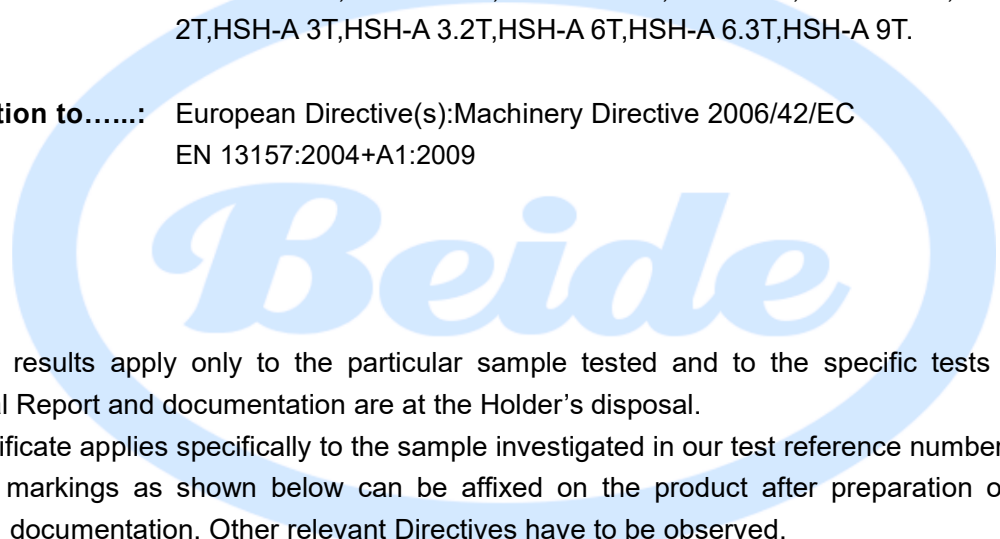 2T,HSH-A 3T,HSH-A 3.2T,HSH-A 6T,HSH-A 6.3T,HSH-A 9T.
tion to…...: European Directive(s):Machinery Directive 2006/42/EC
EN 13157:2004+A1:2009
Beide
results apply only to the particular sample tested and to the specific tests
l Report and documentation are at the Holder’s disposal.
ificate applies specifically to the sample investigated in our test reference number
markings as shown below can be affixed on the product after preparation o
documentation. Other relevant Directives have to be observed.